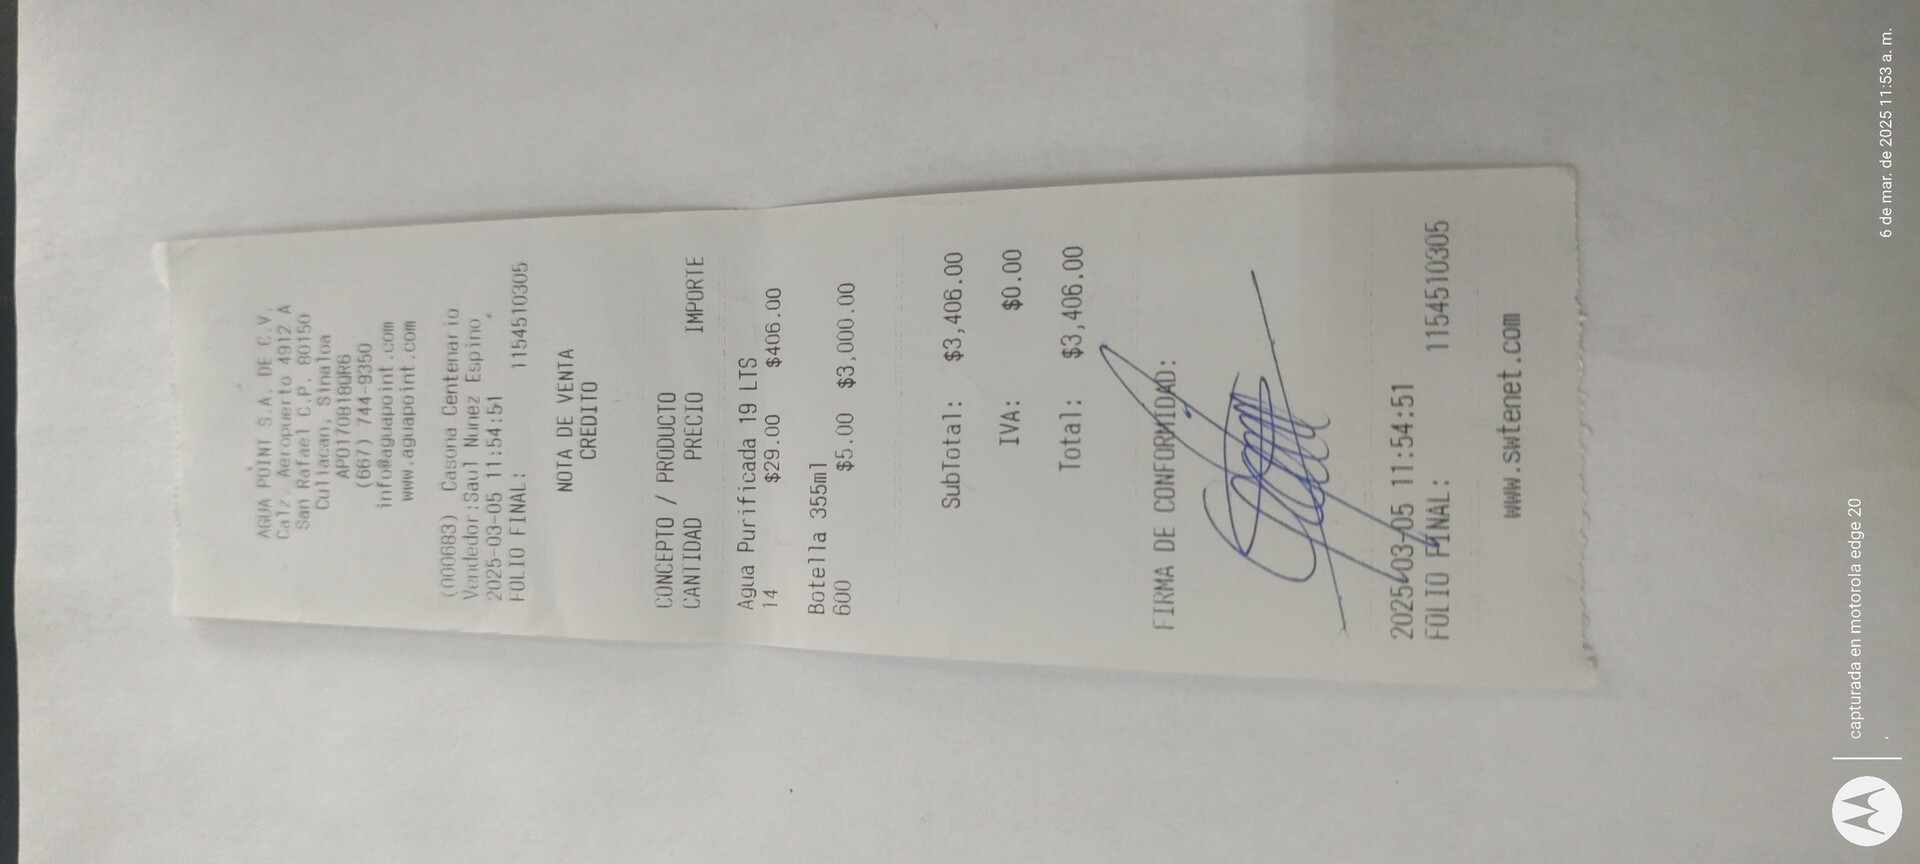 AGUA POINT S.A. DE C.V.
Calz. Aeropuerto 4912 A
San Rafael C.P. 80150
Culiacan, Sinaloa
APO170818QR6
(667) 744-9350
info@aguapoint.com
www.aguapoint.com
(000683) Casona Centenario
Vendedor:Saul Nunez Espino
2025-03-05 11:54:51
FOLIO FINAL: 1154510305
NOTA DE VENTA
CREDITO
CONCEPTO / PRODUCTO
CANTIDAD PRECIO IMPORTE
Agua Purificada 19 LTS
14 $29.00 $406.00
Botella 355ml
600 $5.00 $3,000.00
SubTotal: $3,406.00
IVA: $0.00
Total: $3,406.00
FIRMA DE CONFORMIDAD:
2025-03-05 11:54:51
FOLIO FINAL: 1154510305
www.swtenet.com
capturada en motorola edge 20
6 de mar. de 2025 11:53 a. m.